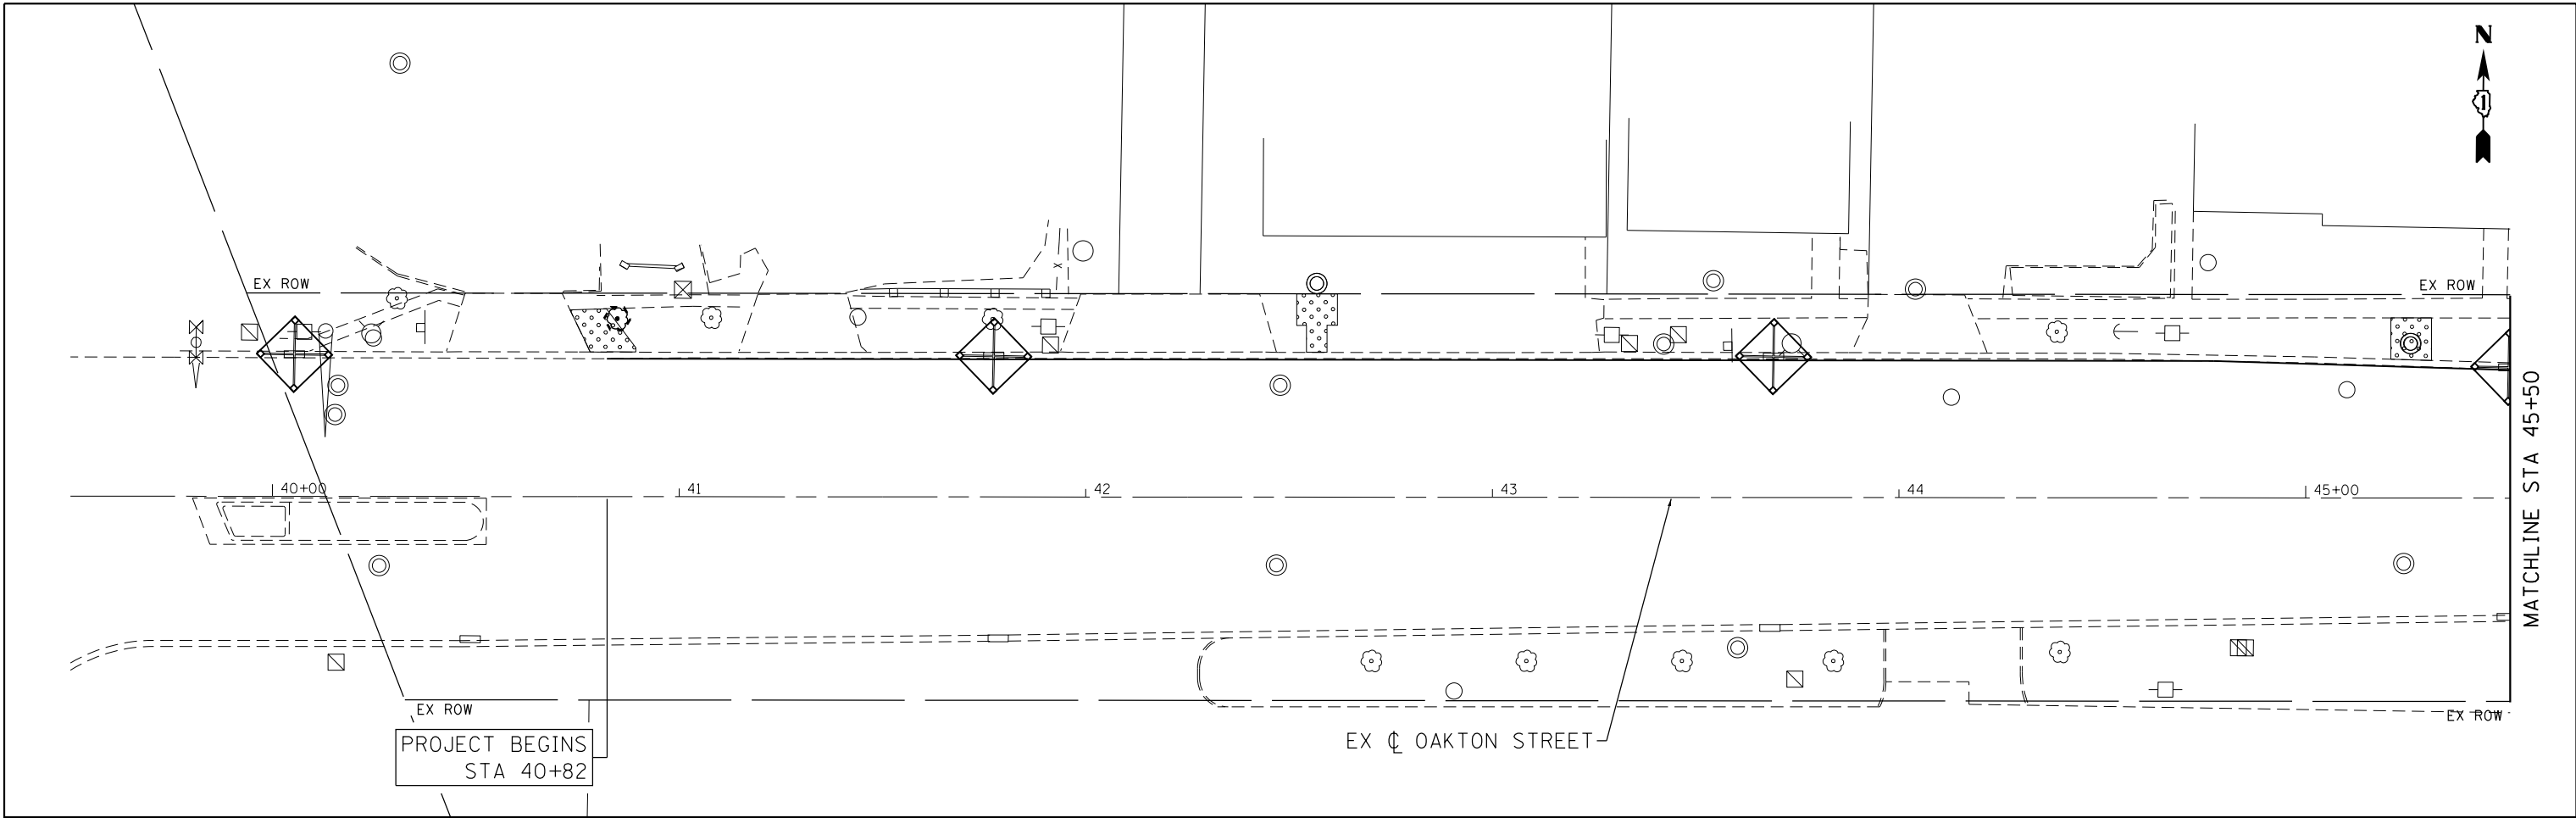 N
1
EX ROW
EX ROW
MATCHLINE STA 45+50
40+00
41
42
43
44
45+00
EX ROW
EX ROW
PROJECT BEGINS
STA 40+82
EX ℄ OAKTON STREET